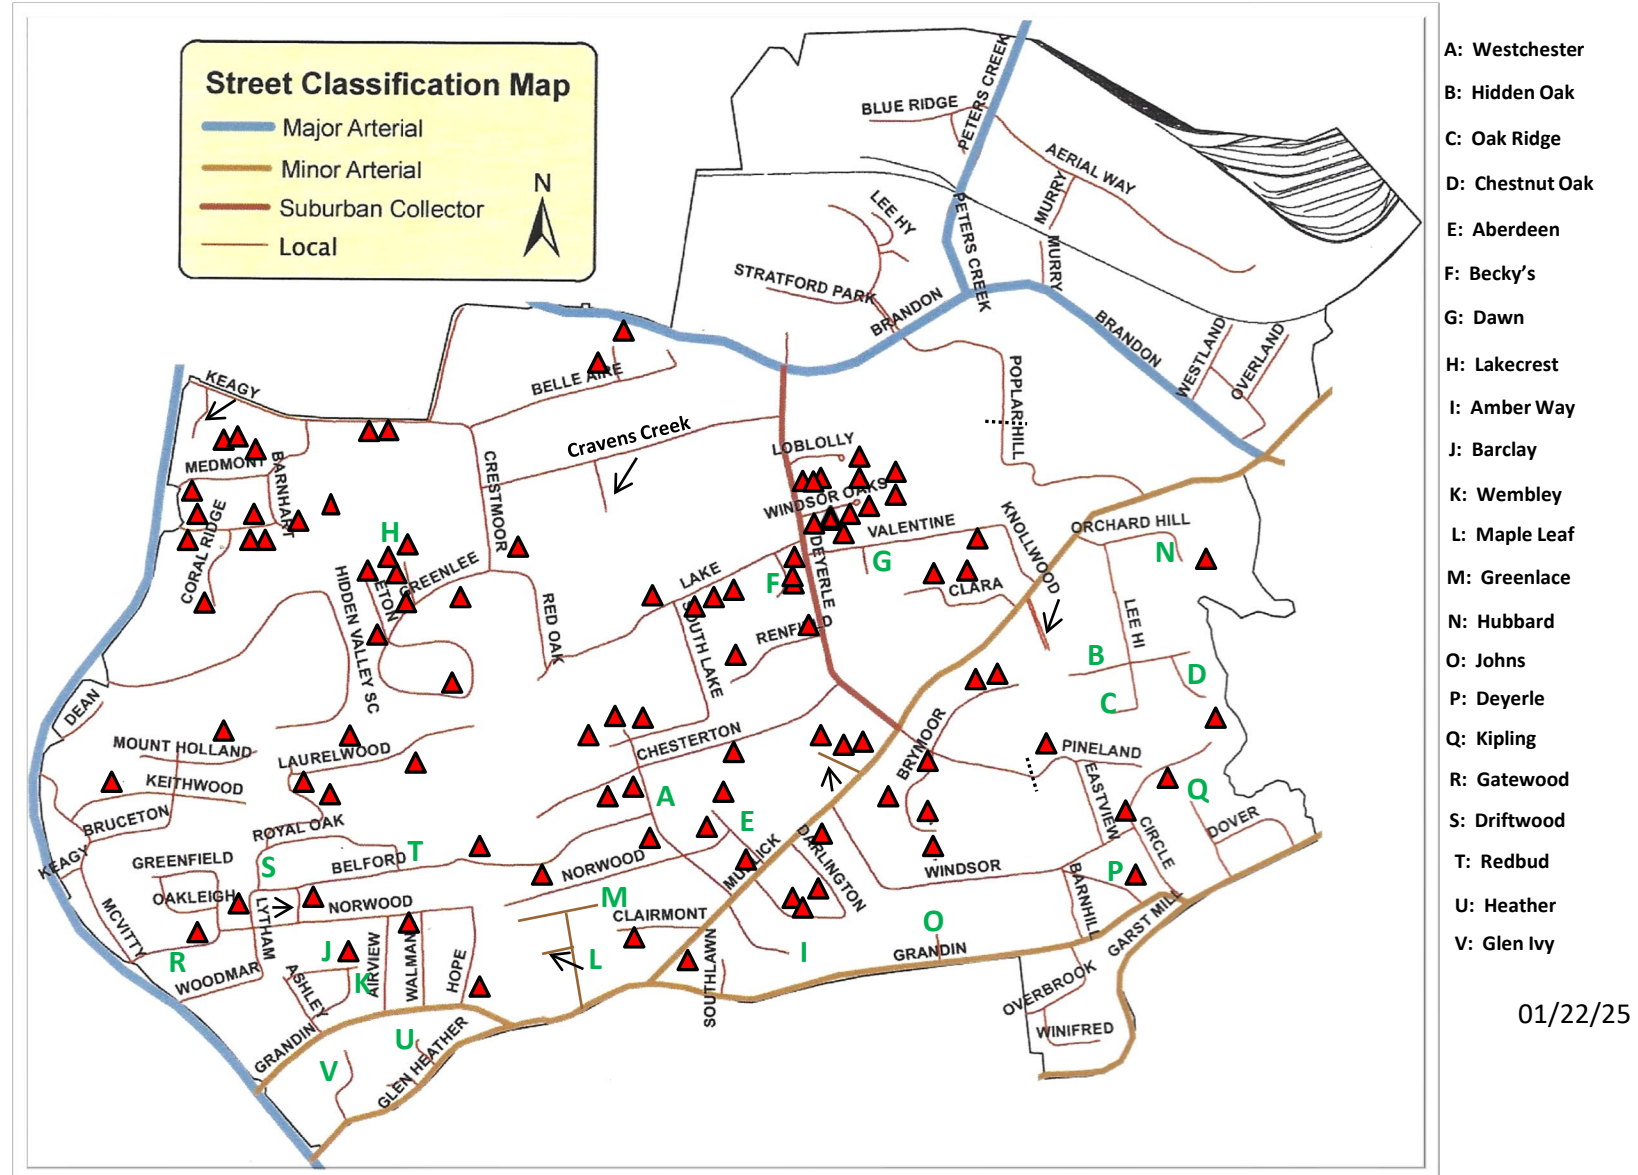 Street Classification Map
Major Arterial
Minor Arterial
Suburban Collector
Local
N
A: Westchester
B: Hidden Oak
C: Oak Ridge
D: Chestnut Oak
E: Aberdeen
F: Becky's
G: Dawn
H: Lakecrest
I: Amber Way
J: Barclay
K: Wembley
L: Maple Leaf
M: Greenlace
N: Hubbard
O: Johns
P: Deyerle
Q: Kipling
R: Gatewood
S: Driftwood
T: Redbud
U: Heather
V: Glen Ivy
01/22/25
PETERS CREEK
BLUE RIDGE
AERIAL WAY
MURRY
LEE HY
PETERS CREEK
MURRY
STRATFORD PARK
BRANDON
BRANDON
WESTLAND
OVERLAND
POPLAR HILL
KEAGY
BELLE AIRE
Cravens Creek
LOBLOLLY
MEDMONT
BARNHART
CRESTMOOR
WINDSOR OAKS
CORAL RIDGE
VALENTINE
KNOLLWOOD
ORCHARD HILL
N
H
DEYERLE
G
HIDDEN VALLEY SC
ETON
GREENLEE
LAKE
F
CLARA
RED OAK
SOUTH LAKE
RENFIELD
LEE HI
B
D
C
DEAN
MOUNT HOLLAND
LAURELWOOD
CHESTERTON
BRYMOOR
PINELAND
KEITHWOOD
A
EASTVIEW
Q
BRUCETON
ROYAL OAK
E
CIRCLE
DOVER
KEAGY
GREENFIELD
S
BELFORD
T
NORWOOD
MUDLICK
DARLINGTON
WINDSOR
P
BARNHILL
OAKLEIGH
NORWOOD
M
MCVITTY
LYTHAM
CLAIRMONT
O
GARST MILL
R
J
AIRVIEW
WALMAN
HOPE
L
I
GRANDIN
WOODMAR
ASHLEY
K
SOUTHLAWN
OVERBROOK
GRANDIN
U
WINIFRED
V
GLEN HEATHER